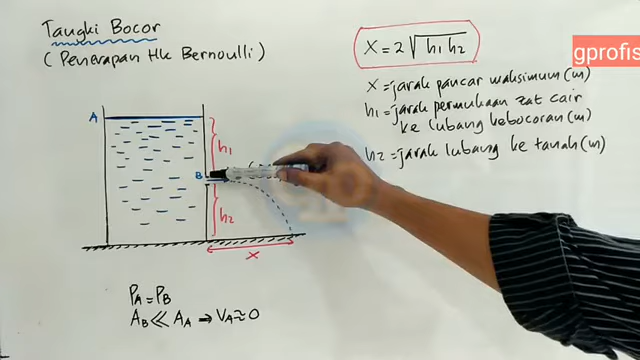 Tangki Bocor
(Penerapan Hk Bernoulli)
X = 2 √h1 h2
gprofis
X = jarak pancar maksimum (m)
h1 = jarak permukaan zat cair
ke lubang kebocoran (m)
h2 = jarak lubang ke tanah (m)
A
h1
B
h2
X
PA = PB
AB << AA → VA ≈ 0